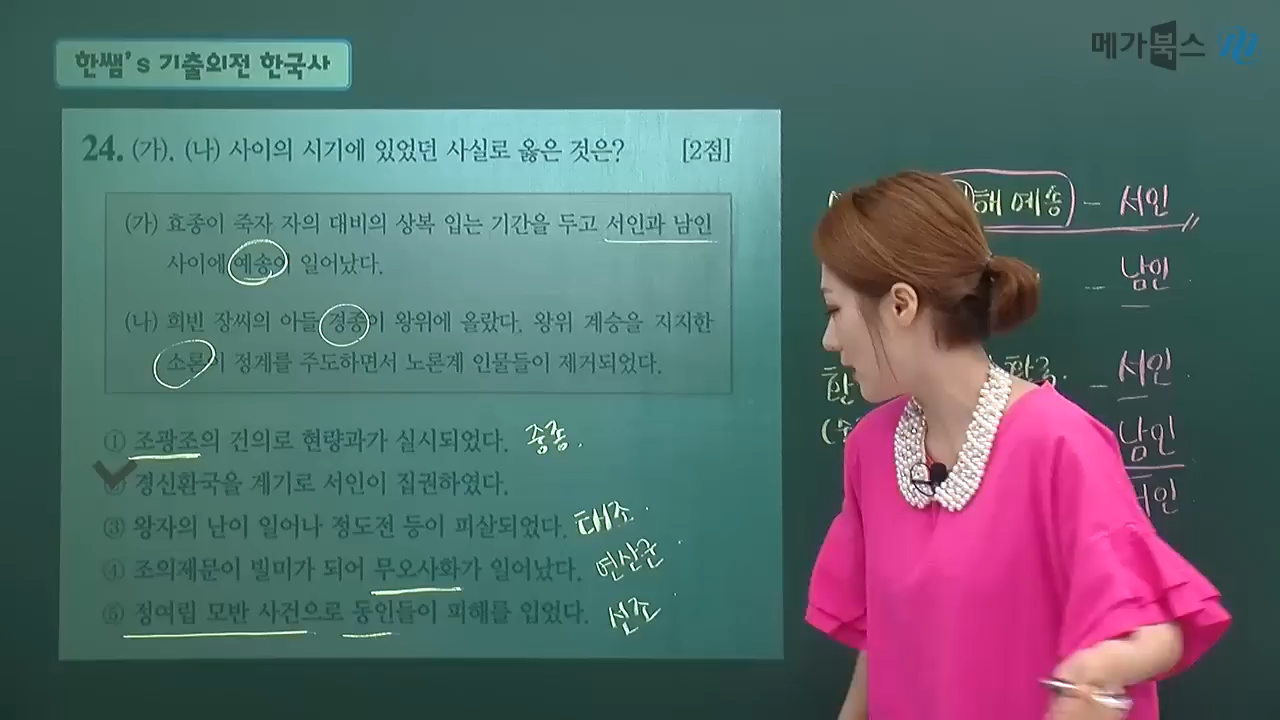 메가북스
한쌤's 기출외전 한국사
24. (가), (나) 사이의 시기에 있었던 사실로 옳은 것은? [2점]
(가) 효종이 죽자 자의 대비의 상복 입는 기간을 두고 서인과 남인
사이에 예송이 일어났다.
(나) 희빈 장씨의 아들 경종이 왕위에 올랐다. 왕위 계승을 지지한
소론이 정계를 주도하면서 노론계 인물들이 제거되었다.
① 조광조의 건의로 현량과가 실시되었다. 중종.
② 경신환국을 계기로 서인이 집권하였다.
③ 왕자의 난이 일어나 정도전 등이 피살되었다. 태조.
④ 조의제문이 빌미가 되어 무오사화가 일어났다. 연산군
⑤ 정여립 모반 사건으로 동인들이 피해를 입었다. 선조
해 예송) - 서인
- 남인
환국. - 서인
남인
서인